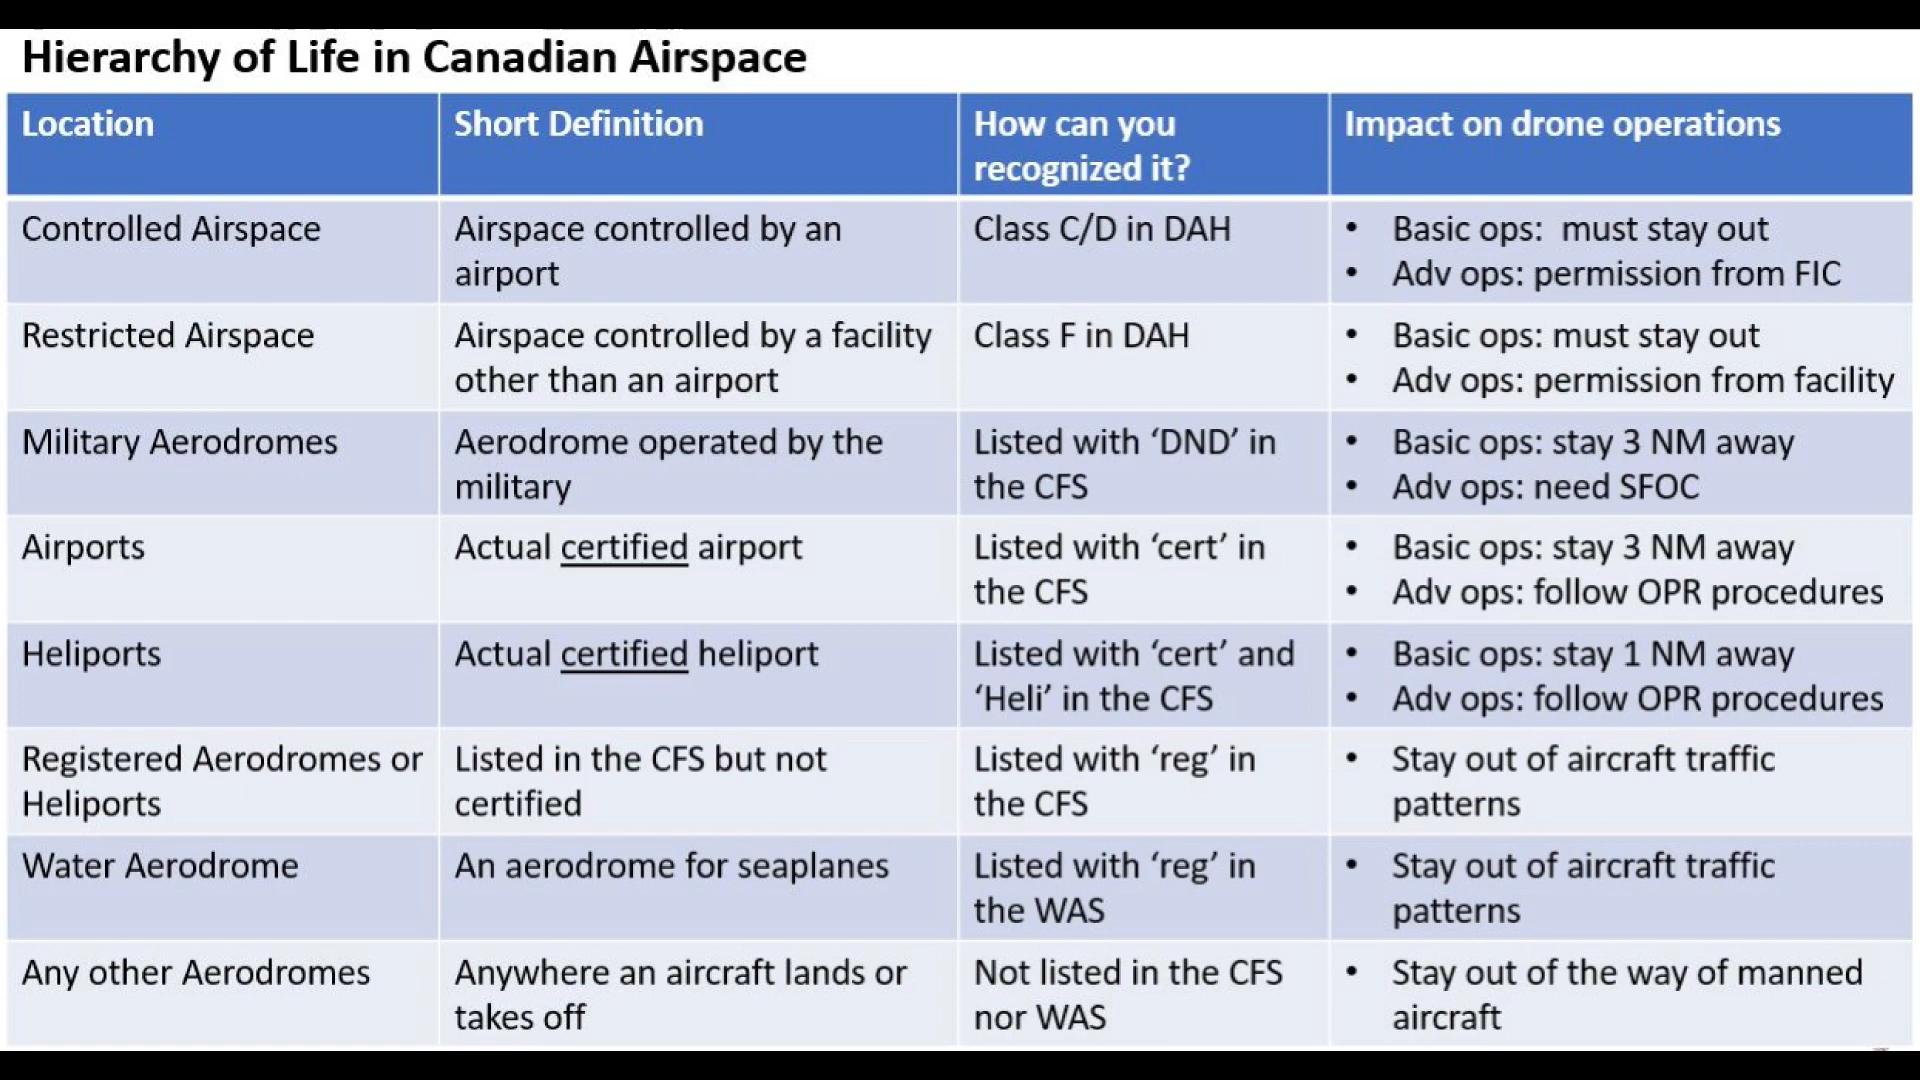 Hierarchy of Life in Canadian Airspace
Location
Short Definition
How can you
recognized it?
Impact on drone operations
Controlled Airspace
Airspace controlled by an
airport
Class C/D in DAH
• Basic ops:  must stay out
• Adv ops: permission from FIC
Restricted Airspace
Airspace controlled by a facility
other than an airport
Class F in DAH
• Basic ops: must stay out
• Adv ops: permission from facility
Military Aerodromes
Aerodrome operated by the
military
Listed with ‘DND’ in
the CFS
• Basic ops: stay 3 NM away
• Adv ops: need SFOC
Airports
Actual certified airport
Listed with ‘cert’ in
the CFS
• Basic ops: stay 3 NM away
• Adv ops: follow OPR procedures
Heliports
Actual certified heliport
Listed with ‘cert’ and
‘Heli’ in the CFS
• Basic ops: stay 1 NM away
• Adv ops: follow OPR procedures
Registered Aerodromes or
Heliports
Listed in the CFS but not
certified
Listed with ‘reg’ in
the CFS
• Stay out of aircraft traffic
patterns
Water Aerodrome
An aerodrome for seaplanes
Listed with ‘reg’ in
the WAS
• Stay out of aircraft traffic
patterns
Any other Aerodromes
Anywhere an aircraft lands or
takes off
Not listed in the CFS
nor WAS
• Stay out of the way of manned
aircraft